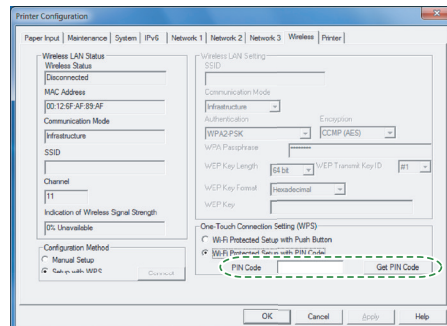 Printer Configuration
Paper Input Maintenance System IPv6 Network 1 Network 2 Network 3 Wireless Printer
Wireless LAN Status
Wireless Status
Disconnected
MAC Address
00:12:6F:AF:89:AF
Communication Mode
Infrastructure
SSID
Channel
11
Indication of Wireless Signal Strength
0% Unavailable
Configuration Method
Manual Setup
Setup with WPS
Connect
Wireless LAN Setting
SSID
Communication Mode
Infrastructure
Authentication Encryption
WPA2-PSK CCMP (AES)
WPA Passphrase ********
WEP Key Length 64 bit WEP Transmit Key ID #1
WEP Key Format Hexadecimal
WEP Key
One-Touch Connection Setting (WPS)
Wi-Fi Protected Setup with Push Button
Wi-Fi Protected Setup with PIN Code
PIN Code Get PIN Code
OK Cancel Apply Help